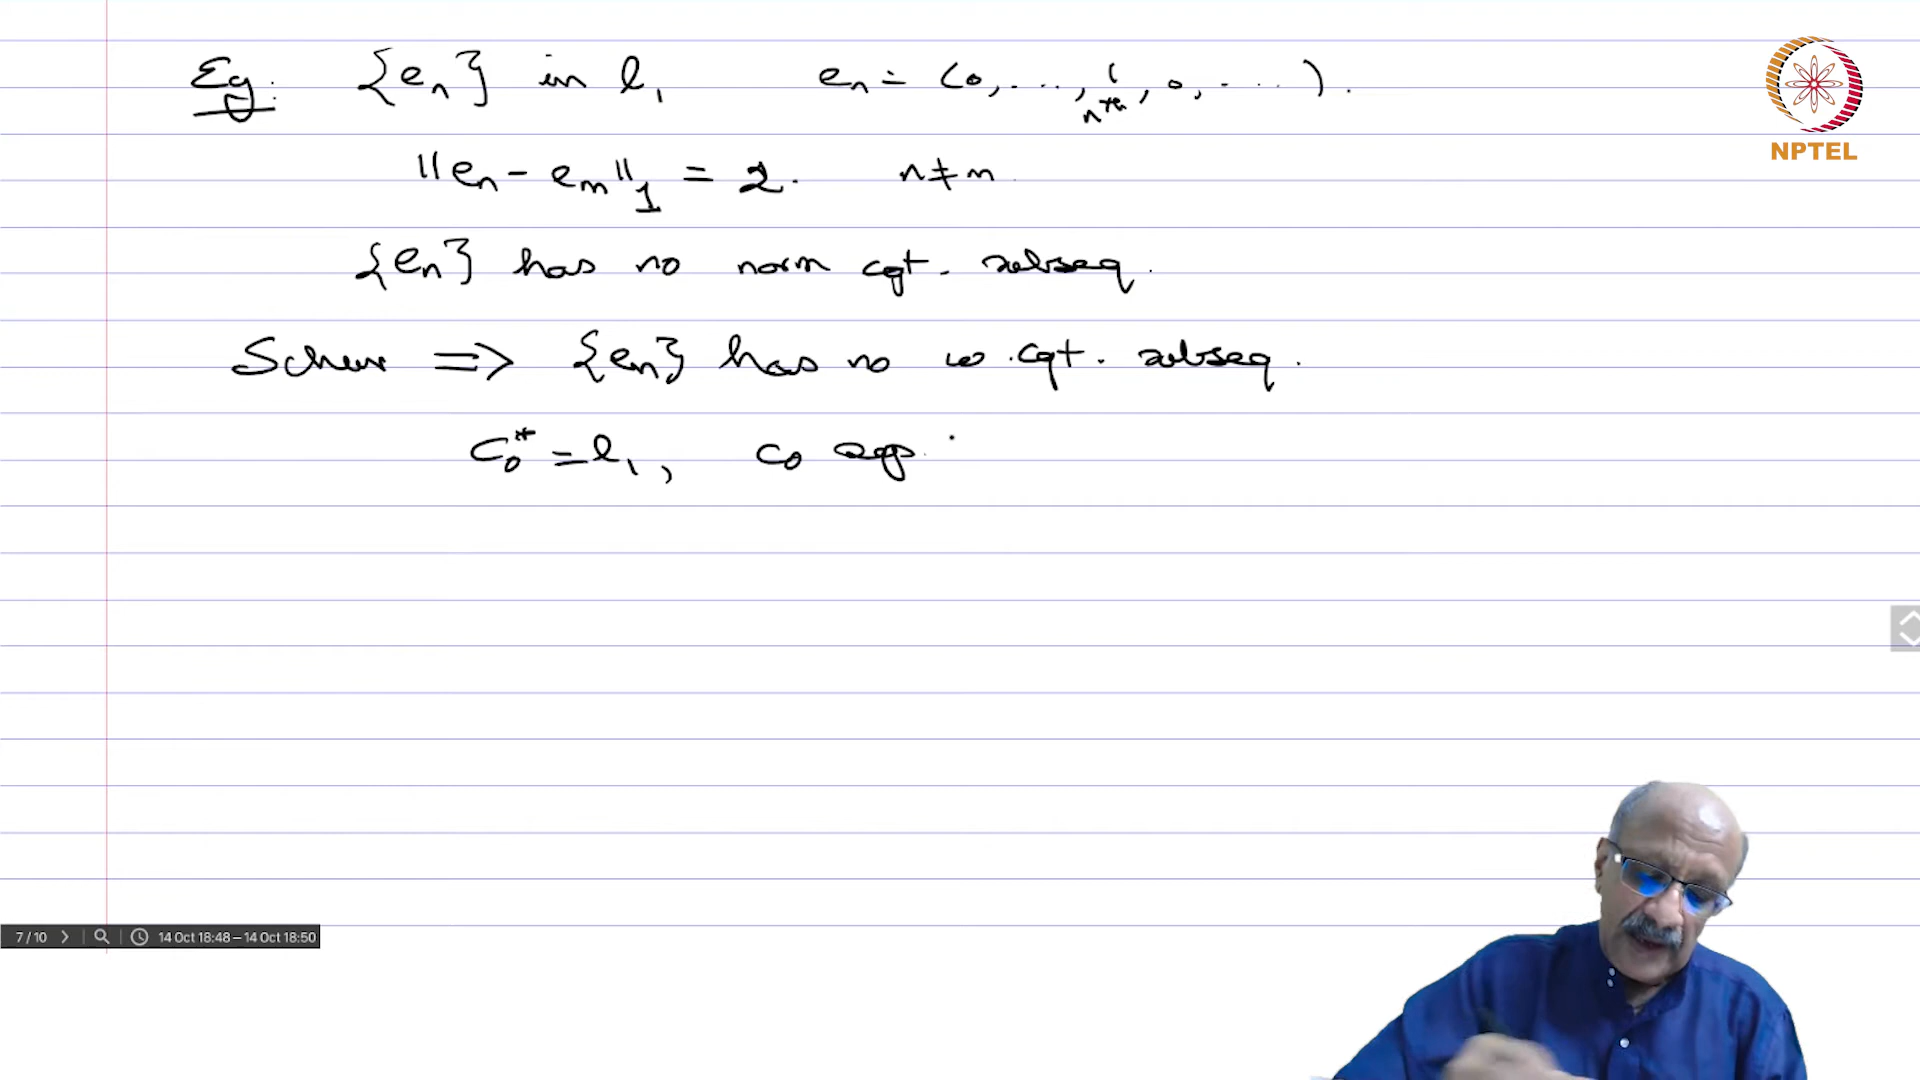 Eg: {eₙ} in l₁ eₙ = (0, ..., 1, 0, ....).
nᵗʰ
‖eₙ - eₘ‖₁ = 2. n ≠ m
{eₙ} has no norm cgt. subseq.
Schur ⇒ {eₙ} has no w. cgt. subseq.
c₀* = l₁, c₀
NPTEL
7 / 10 14 Oct 18:48 – 14 Oct 18:50